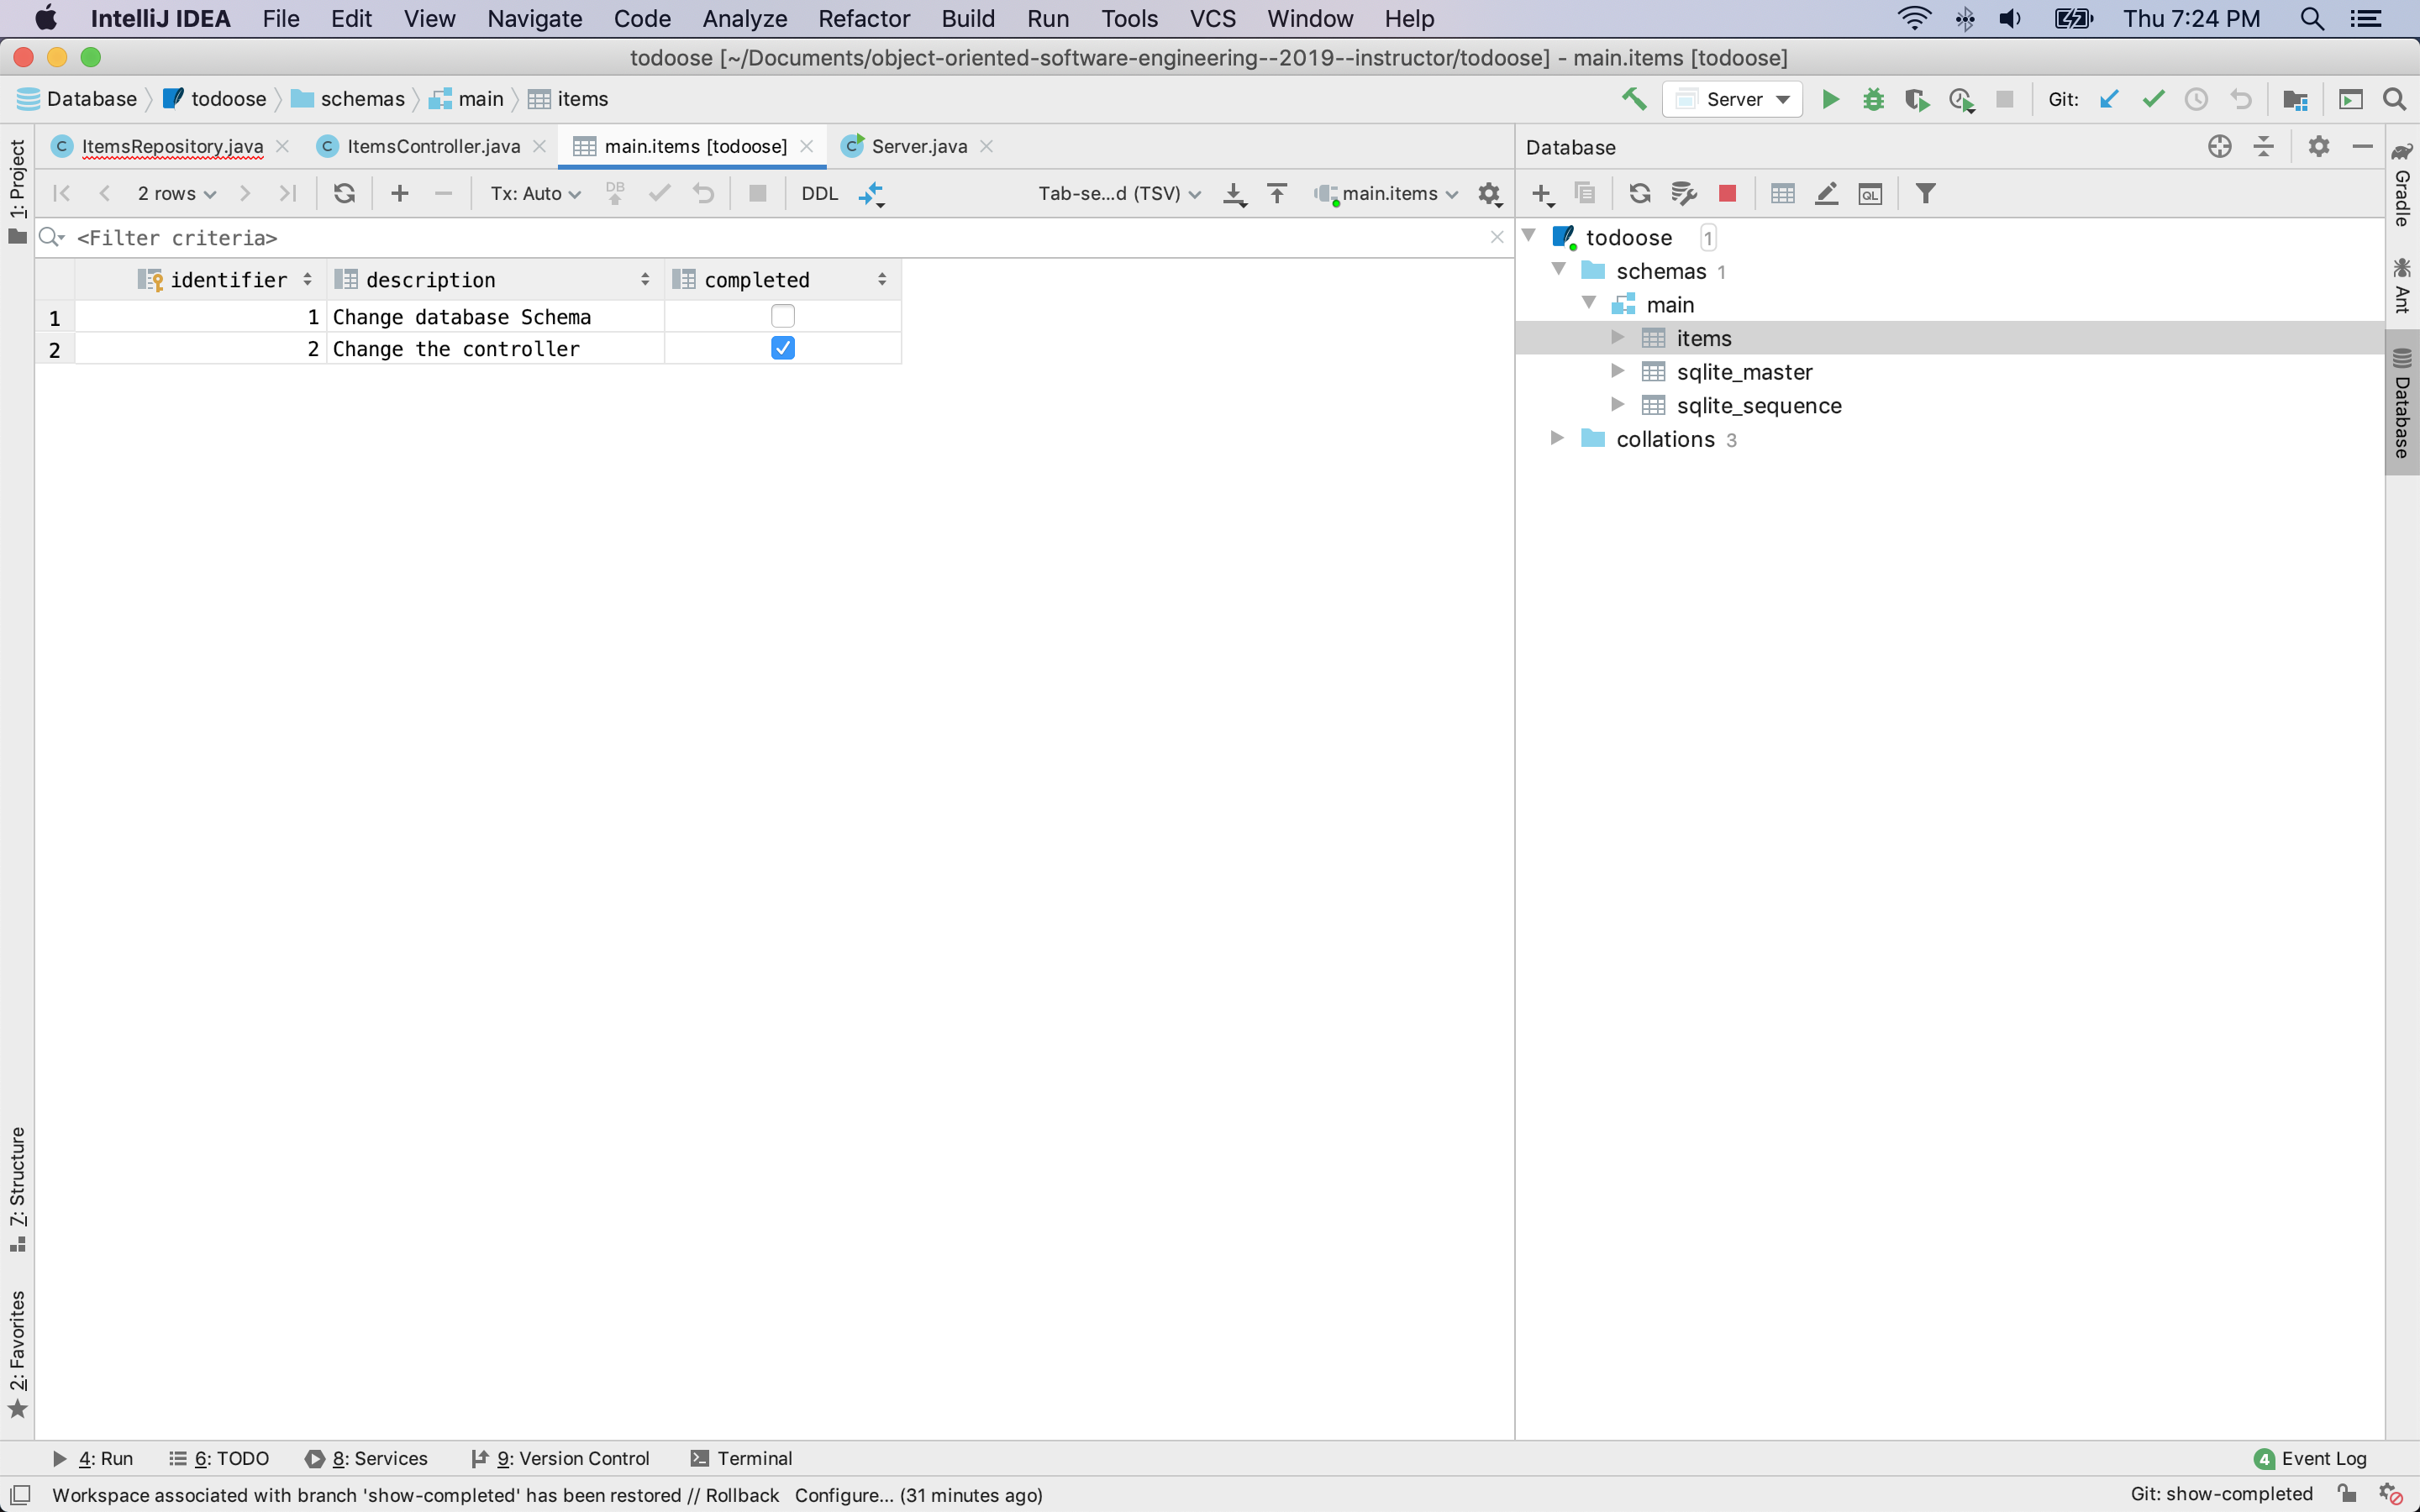 IntelliJ IDEA File Edit View Navigate Code Analyze Refactor Build Run Tools VCS Window Help Thu 7:24 PM
todoose [~/Documents/object-oriented-software-engineering--2019--instructor/todoose] - main.items [todoose]
Database todoose schemas main items Server Git:
1: Project
ItemsRepository.java ItemsController.java main.items [todoose] Server.java
2 rows Tx: Auto DB DDL Tab-se...d (TSV) main.items
<Filter criteria>
identifier description completed
1 1 Change database Schema
2 2 Change the controller
Database
QL
todoose 1
schemas 1
main
items
sqlite_master
sqlite_sequence
collations 3
Gradle
Ant
Database
7: Structure
2: Favorites
4: Run 6: TODO 8: Services 9: Version Control Terminal 4 Event Log
Workspace associated with branch 'show-completed' has been restored // Rollback Configure... (31 minutes ago) Git: show-completed